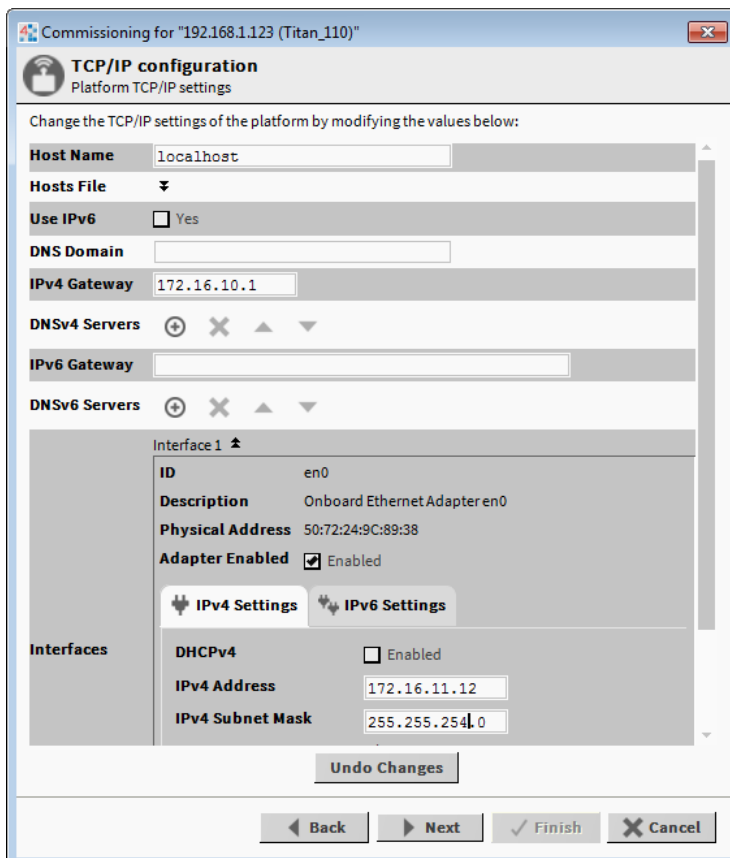 Commissioning for "192.168.1.123 (Titan_110)"
TCP/IP configuration
Platform TCP/IP settings
Change the TCP/IP settings of the platform by modifying the values below:
Host Name localhost
Hosts File
Use IPv6 Yes
DNS Domain
IPv4 Gateway 172.16.10.1
DNSv4 Servers
IPv6 Gateway
DNSv6 Servers
Interface 1
ID en0
Description Onboard Ethernet Adapter en0
Physical Address 50:72:24:9C:89:38
Adapter Enabled Enabled
IPv4 Settings IPv6 Settings
Interfaces
DHCPv4 Enabled
IPv4 Address 172.16.11.12
IPv4 Subnet Mask 255.255.254.0
Undo Changes
Back Next Finish Cancel